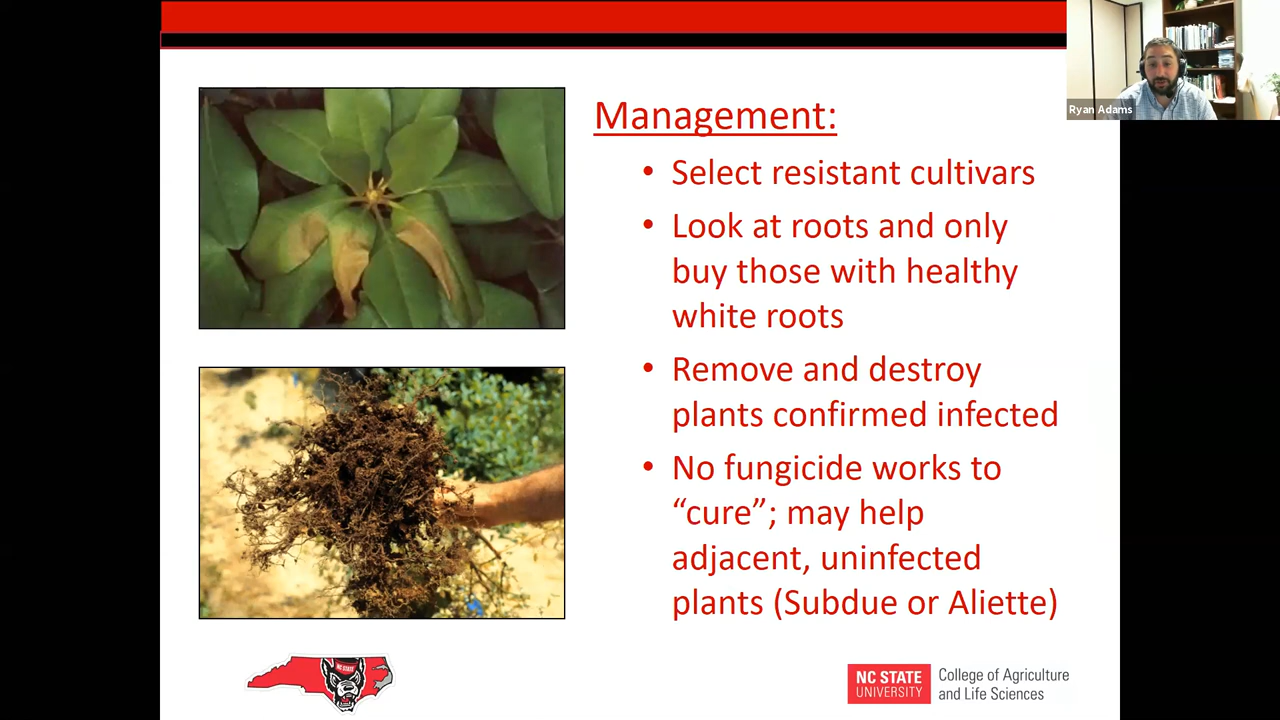 Ryan Adams
Management:
• Select resistant cultivars
• Look at roots and only
buy those with healthy
white roots
• Remove and destroy
plants confirmed infected
• No fungicide works to
“cure”; may help
adjacent, uninfected
plants (Subdue or Aliette)
NC STATE
NC STATE
UNIVERSITY
College of Agriculture
and Life Sciences